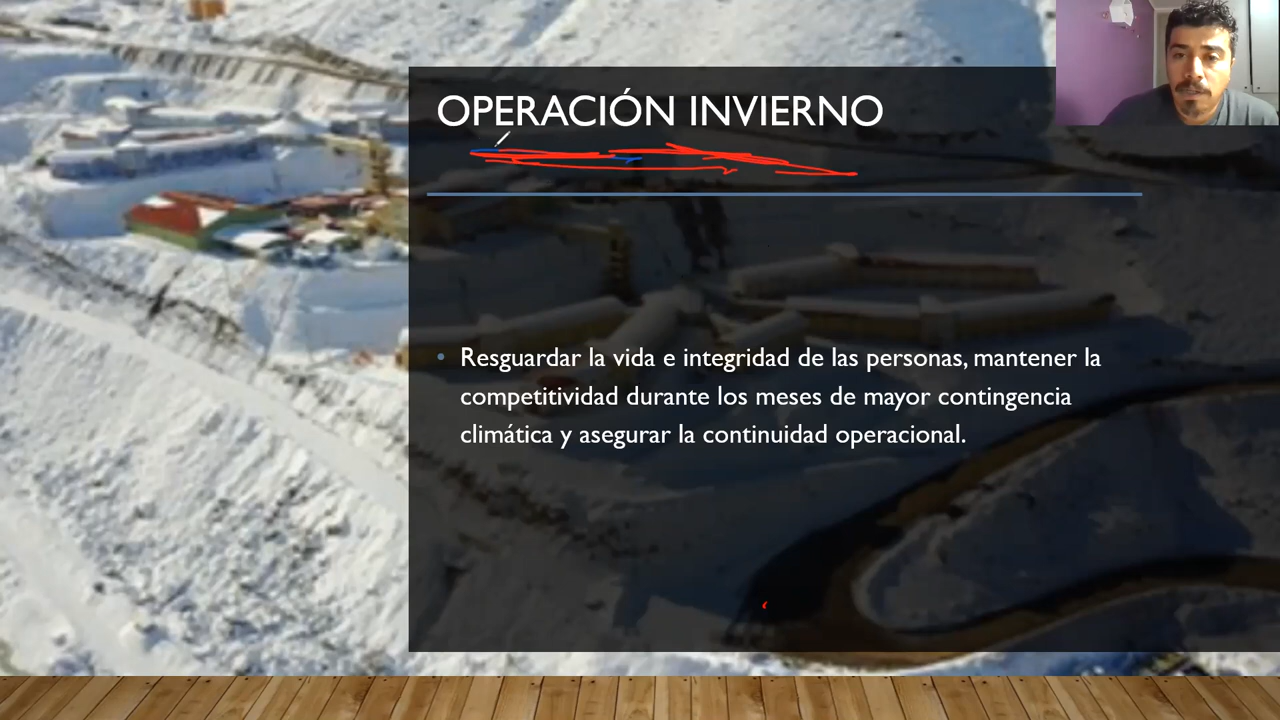 OPERACIÓN INVIERNO
• Resguardar la vida e integridad de las personas, mantener la
competitividad durante los meses de mayor contingencia
climática y asegurar la continuidad operacional.